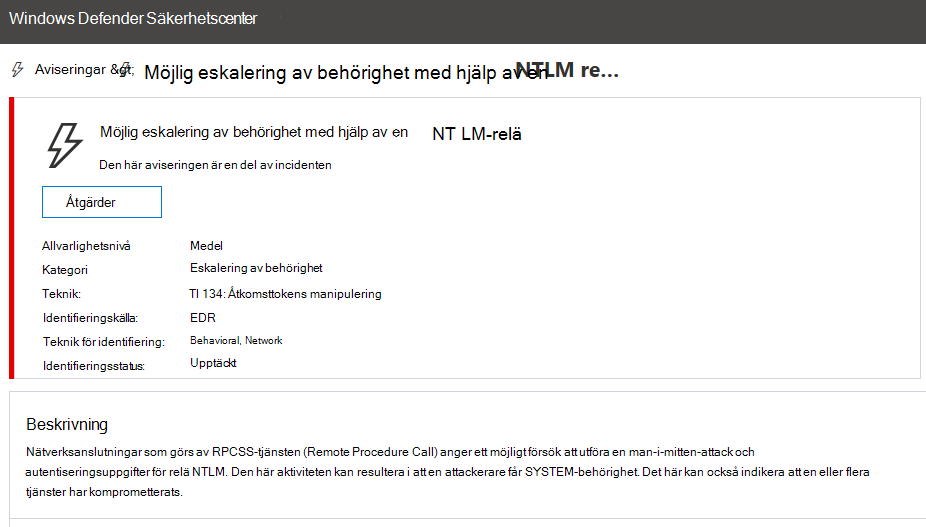 Windows Defender Säkerhetscenter
Aviseringar &gt; Möjlig eskalering av behörighet med hjälp av en NTLM re...
Möjlig eskalering av behörighet med hjälp av en NT LM-relä
Den här aviseringen är en del av incidenten
Åtgärder
Allvarlighetsnivå Medel
Kategori Eskalering av behörighet
Teknik: TI 134: Åtkomsttokens manipulering
Identifieringskälla: EDR
Teknik för identifiering: Behavioral, Network
Identifieringsstatus: Upptäckt
Beskrivning
Nätverksanslutningar som görs av RPCSS-tjänsten (Remote Procedure Call) anger ett möjligt försök att utföra en man-i-mitten-attack och
autentiseringsuppgifter för relä NTLM. Den här aktiviteten kan resultera i att en attackerare får SYSTEM-behörighet. Det här kan också indikera att en eller flera
tjänster har komprometterats.